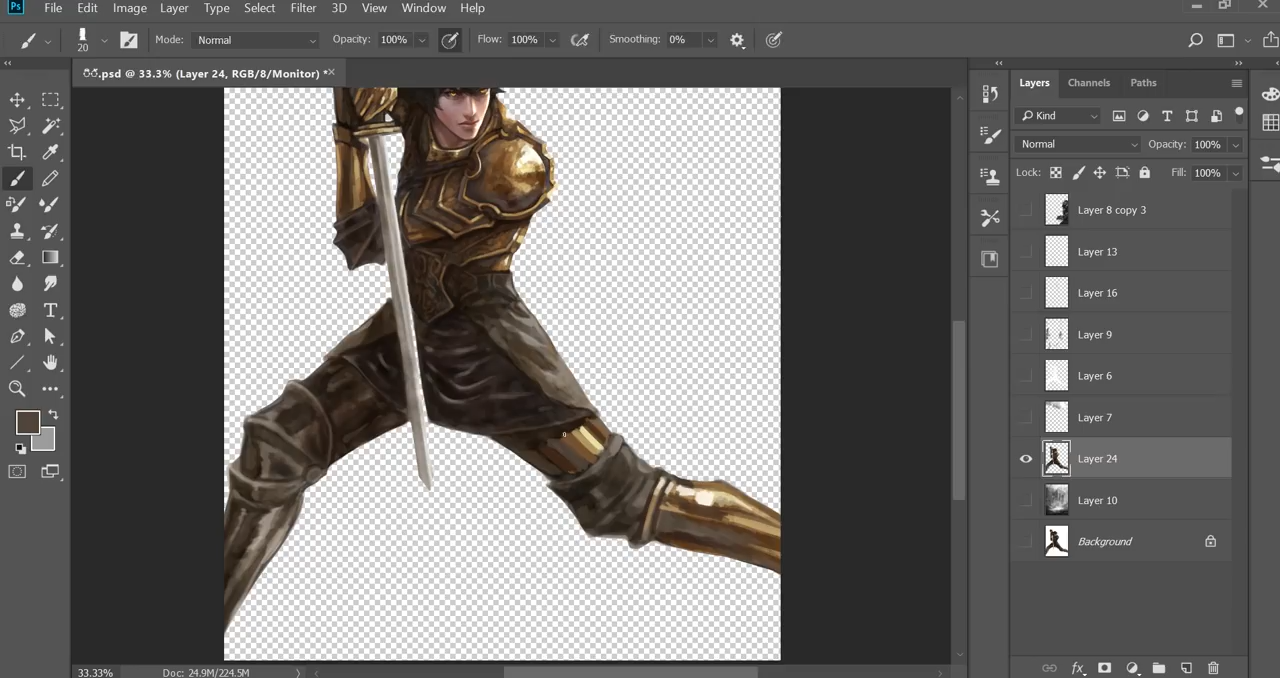 Ps File Edit Image Layer Type Select Filter 3D View Window Help
20 Mode: Normal Opacity: 100% Flow: 100% Smoothing: 0%
.psd @ 33.3% (Layer 24, RGB/8/Monitor) *
Layers Channels Paths
Kind
Normal Opacity: 100%
Lock: Fill: 100%
Layer 8 copy 3
Layer 13
Layer 16
Layer 9
Layer 6
Layer 7
Layer 24
Layer 10
Background
33.33% Doc: 24.9M/224.5M
fx